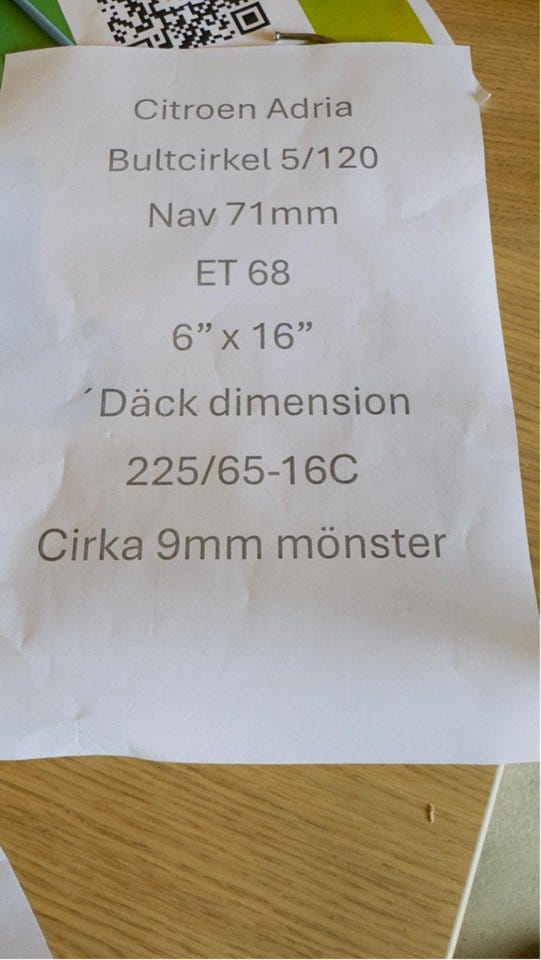 Citroen Adria
Bultcirkel 5/120
Nav 71mm
ET 68
6” x 16”
´Däck dimension
225/65-16C
Cirka 9mm mönster